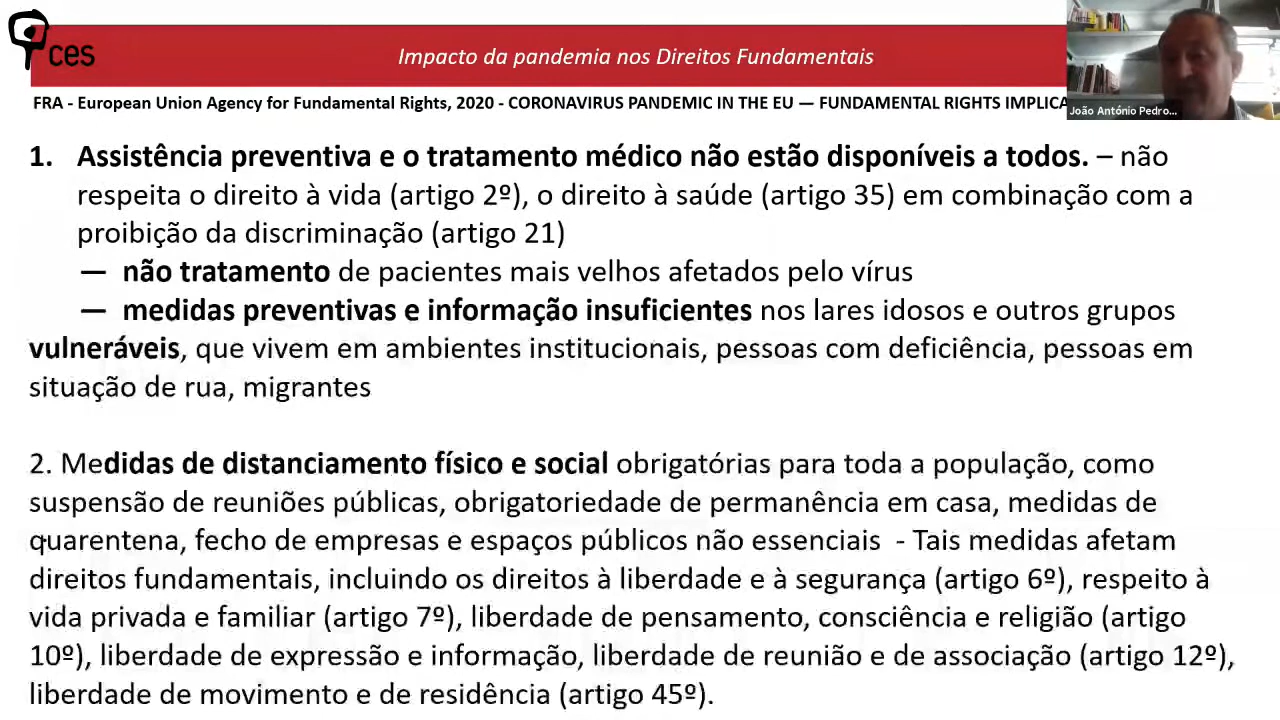 ces
Impacto da pandemia nos Direitos Fundamentais
FRA - European Union Agency for Fundamental Rights, 2020 - CORONAVIRUS PANDEMIC IN THE EU — FUNDAMENTAL RIGHTS IMPLICA
João António Pedro...
1. Assistência preventiva e o tratamento médico não estão disponíveis a todos. – não
respeita o direito à vida (artigo 2º), o direito à saúde (artigo 35) em combinação com a
proibição da discriminação (artigo 21)
— não tratamento de pacientes mais velhos afetados pelo vírus
— medidas preventivas e informação insuficientes nos lares idosos e outros grupos
vulneráveis, que vivem em ambientes institucionais, pessoas com deficiência, pessoas em
situação de rua, migrantes
2. Medidas de distanciamento físico e social obrigatórias para toda a população, como
suspensão de reuniões públicas, obrigatoriedade de permanência em casa, medidas de
quarentena, fecho de empresas e espaços públicos não essenciais - Tais medidas afetam
direitos fundamentais, incluindo os direitos à liberdade e à segurança (artigo 6º), respeito à
vida privada e familiar (artigo 7º), liberdade de pensamento, consciência e religião (artigo
10º), liberdade de expressão e informação, liberdade de reunião e de associação (artigo 12º),
liberdade de movimento e de residência (artigo 45º).